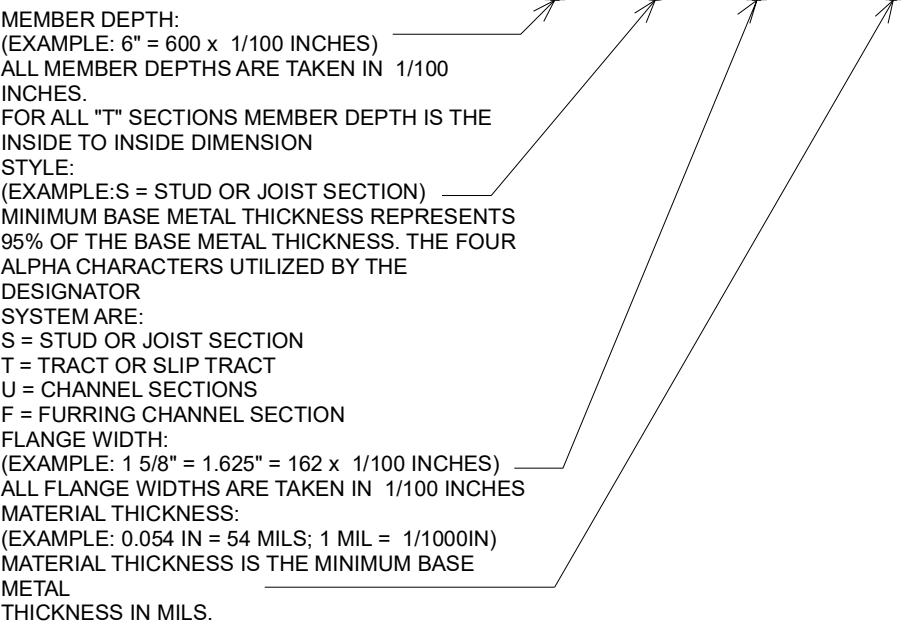 MEMBER DEPTH:
(EXAMPLE: 6" = 600 x 1/100 INCHES)
ALL MEMBER DEPTHS ARE TAKEN IN 1/100
INCHES.
FOR ALL "T" SECTIONS MEMBER DEPTH IS THE
INSIDE TO INSIDE DIMENSION
STYLE:
(EXAMPLE:S = STUD OR JOIST SECTION)
MINIMUM BASE METAL THICKNESS REPRESENTS
95% OF THE BASE METAL THICKNESS. THE FOUR
ALPHA CHARACTERS UTILIZED BY THE
DESIGNATOR
SYSTEM ARE:
S = STUD OR JOIST SECTION
T = TRACT OR SLIP TRACT
U = CHANNEL SECTIONS
F = FURRING CHANNEL SECTION
FLANGE WIDTH:
(EXAMPLE: 1 5/8" = 1.625" = 162 x 1/100 INCHES)
ALL FLANGE WIDTHS ARE TAKEN IN 1/100 INCHES
MATERIAL THICKNESS:
(EXAMPLE: 0.054 IN = 54 MILS; 1 MIL = 1/1000IN)
MATERIAL THICKNESS IS THE MINIMUM BASE
METAL
THICKNESS IN MILS.